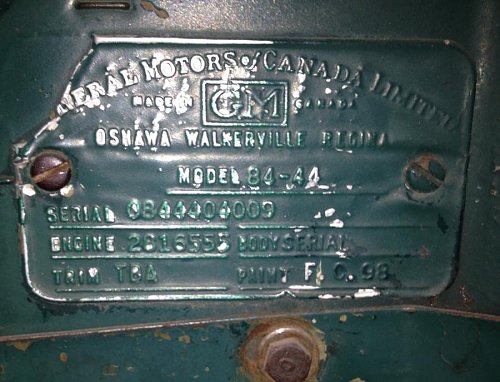 GENERAL MOTORS of CANADA LIMITED
MADE IN GM CANADA
OSHAWA WALKERVILLE REGINA
MODEL 84-44
SERIAL 0844404009
ENGINE 2816555 BODY SERIAL
TRIM TBA PAINT F.C. 98